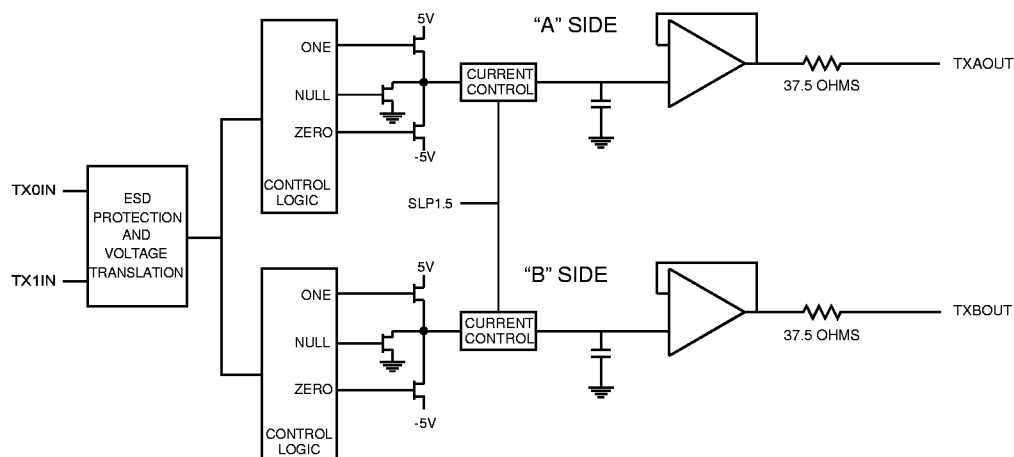 5V
"A" SIDE
ONE
CURRENT
CONTROL
TXAOUT
37.5 OHMS
NULL
ZERO
-5V
CONTROL
LOGIC
TX0IN
TX1IN
ESD
PROTECTION
AND
VOLTAGE
TRANSLATION
SLP1.5
5V
"B" SIDE
ONE
CURRENT
CONTROL
TXBOUT
37.5 OHMS
NULL
ZERO
-5V
CONTROL
LOGIC